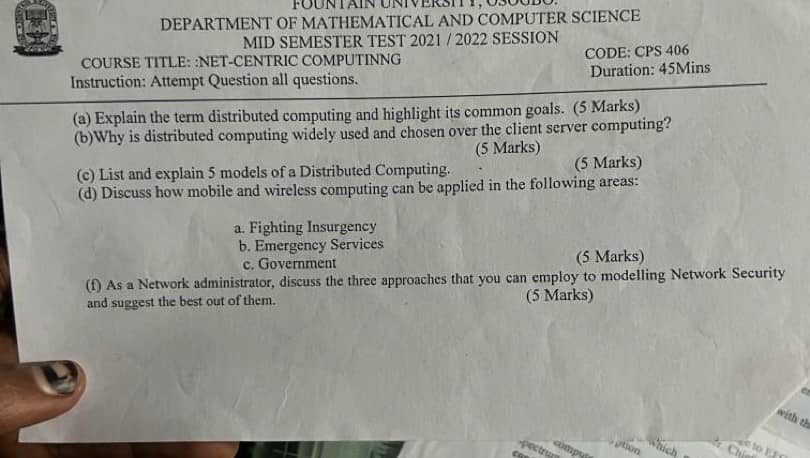 FOUNTAIN UNIVERSITY, OSOGBO.
DEPARTMENT OF MATHEMATICAL AND COMPUTER SCIENCE
MID SEMESTER TEST 2021 / 2022 SESSION
COURSE TITLE: :NET-CENTRIC COMPUTINNG CODE: CPS 406
Instruction: Attempt Question all questions. Duration: 45Mins
(a) Explain the term distributed computing and highlight its common goals. (5 Marks)
(b)Why is distributed computing widely used and chosen over the client server computing?
(5 Marks)
(c) List and explain 5 models of a Distributed Computing. (5 Marks)
(d) Discuss how mobile and wireless computing can be applied in the following areas:
a. Fighting Insurgency
b. Emergency Services
c. Government (5 Marks)
(f) As a Network administrator, discuss the three approaches that you can employ to modelling Network Security
and suggest the best out of them. (5 Marks)
with
which
to
spectrum